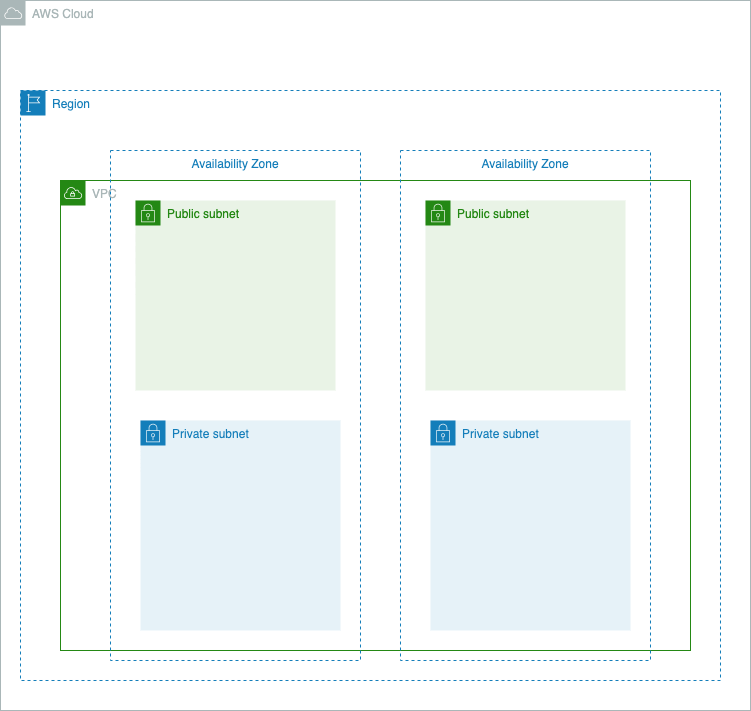 AWS Cloud
Region
Availability Zone
Availability Zone
VPC
Public subnet
Public subnet
Private subnet
Private subnet